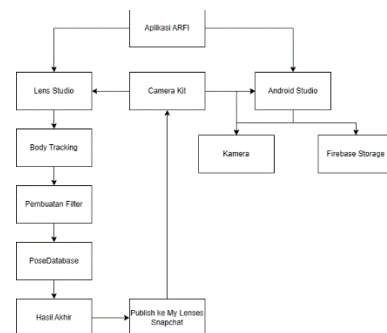 Aplikasi ARFI
Lens Studio
Camera Kit
Android Studio
Body Tracking
Kamera
Firebase Storage
Pembuatan Filter
PoseDatabase
Hasil Akhir
Publish ke My Lenses
Snapchat